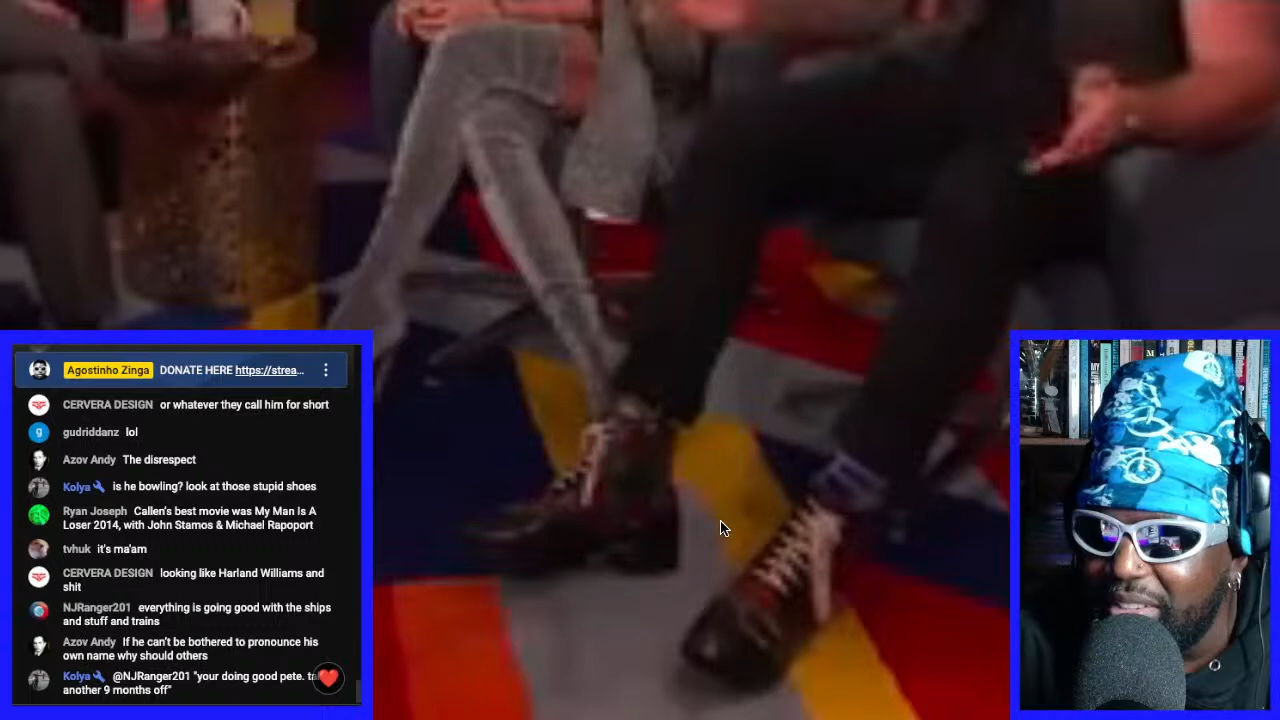 Agostinho Zinga DONATE HERE https://strea...
CERVERA DESIGN or whatever they call him for short
gudriddanz lol
Azov Andy The disrespect
Kolya is he bowling? look at those stupid shoes
Ryan Joseph Callen's best movie was My Man Is A
Loser 2014, with John Stamos & Michael Rapoport
tvhuk it's ma'am
CERVERA DESIGN looking like Harland Williams and
shit
NJRanger201 everything is going good with the ships
and stuff and trains
Azov Andy If he can't be bothered to pronounce his
own name why should others
Kolya @NJRanger201 "your doing good pete.
another 9 months off"